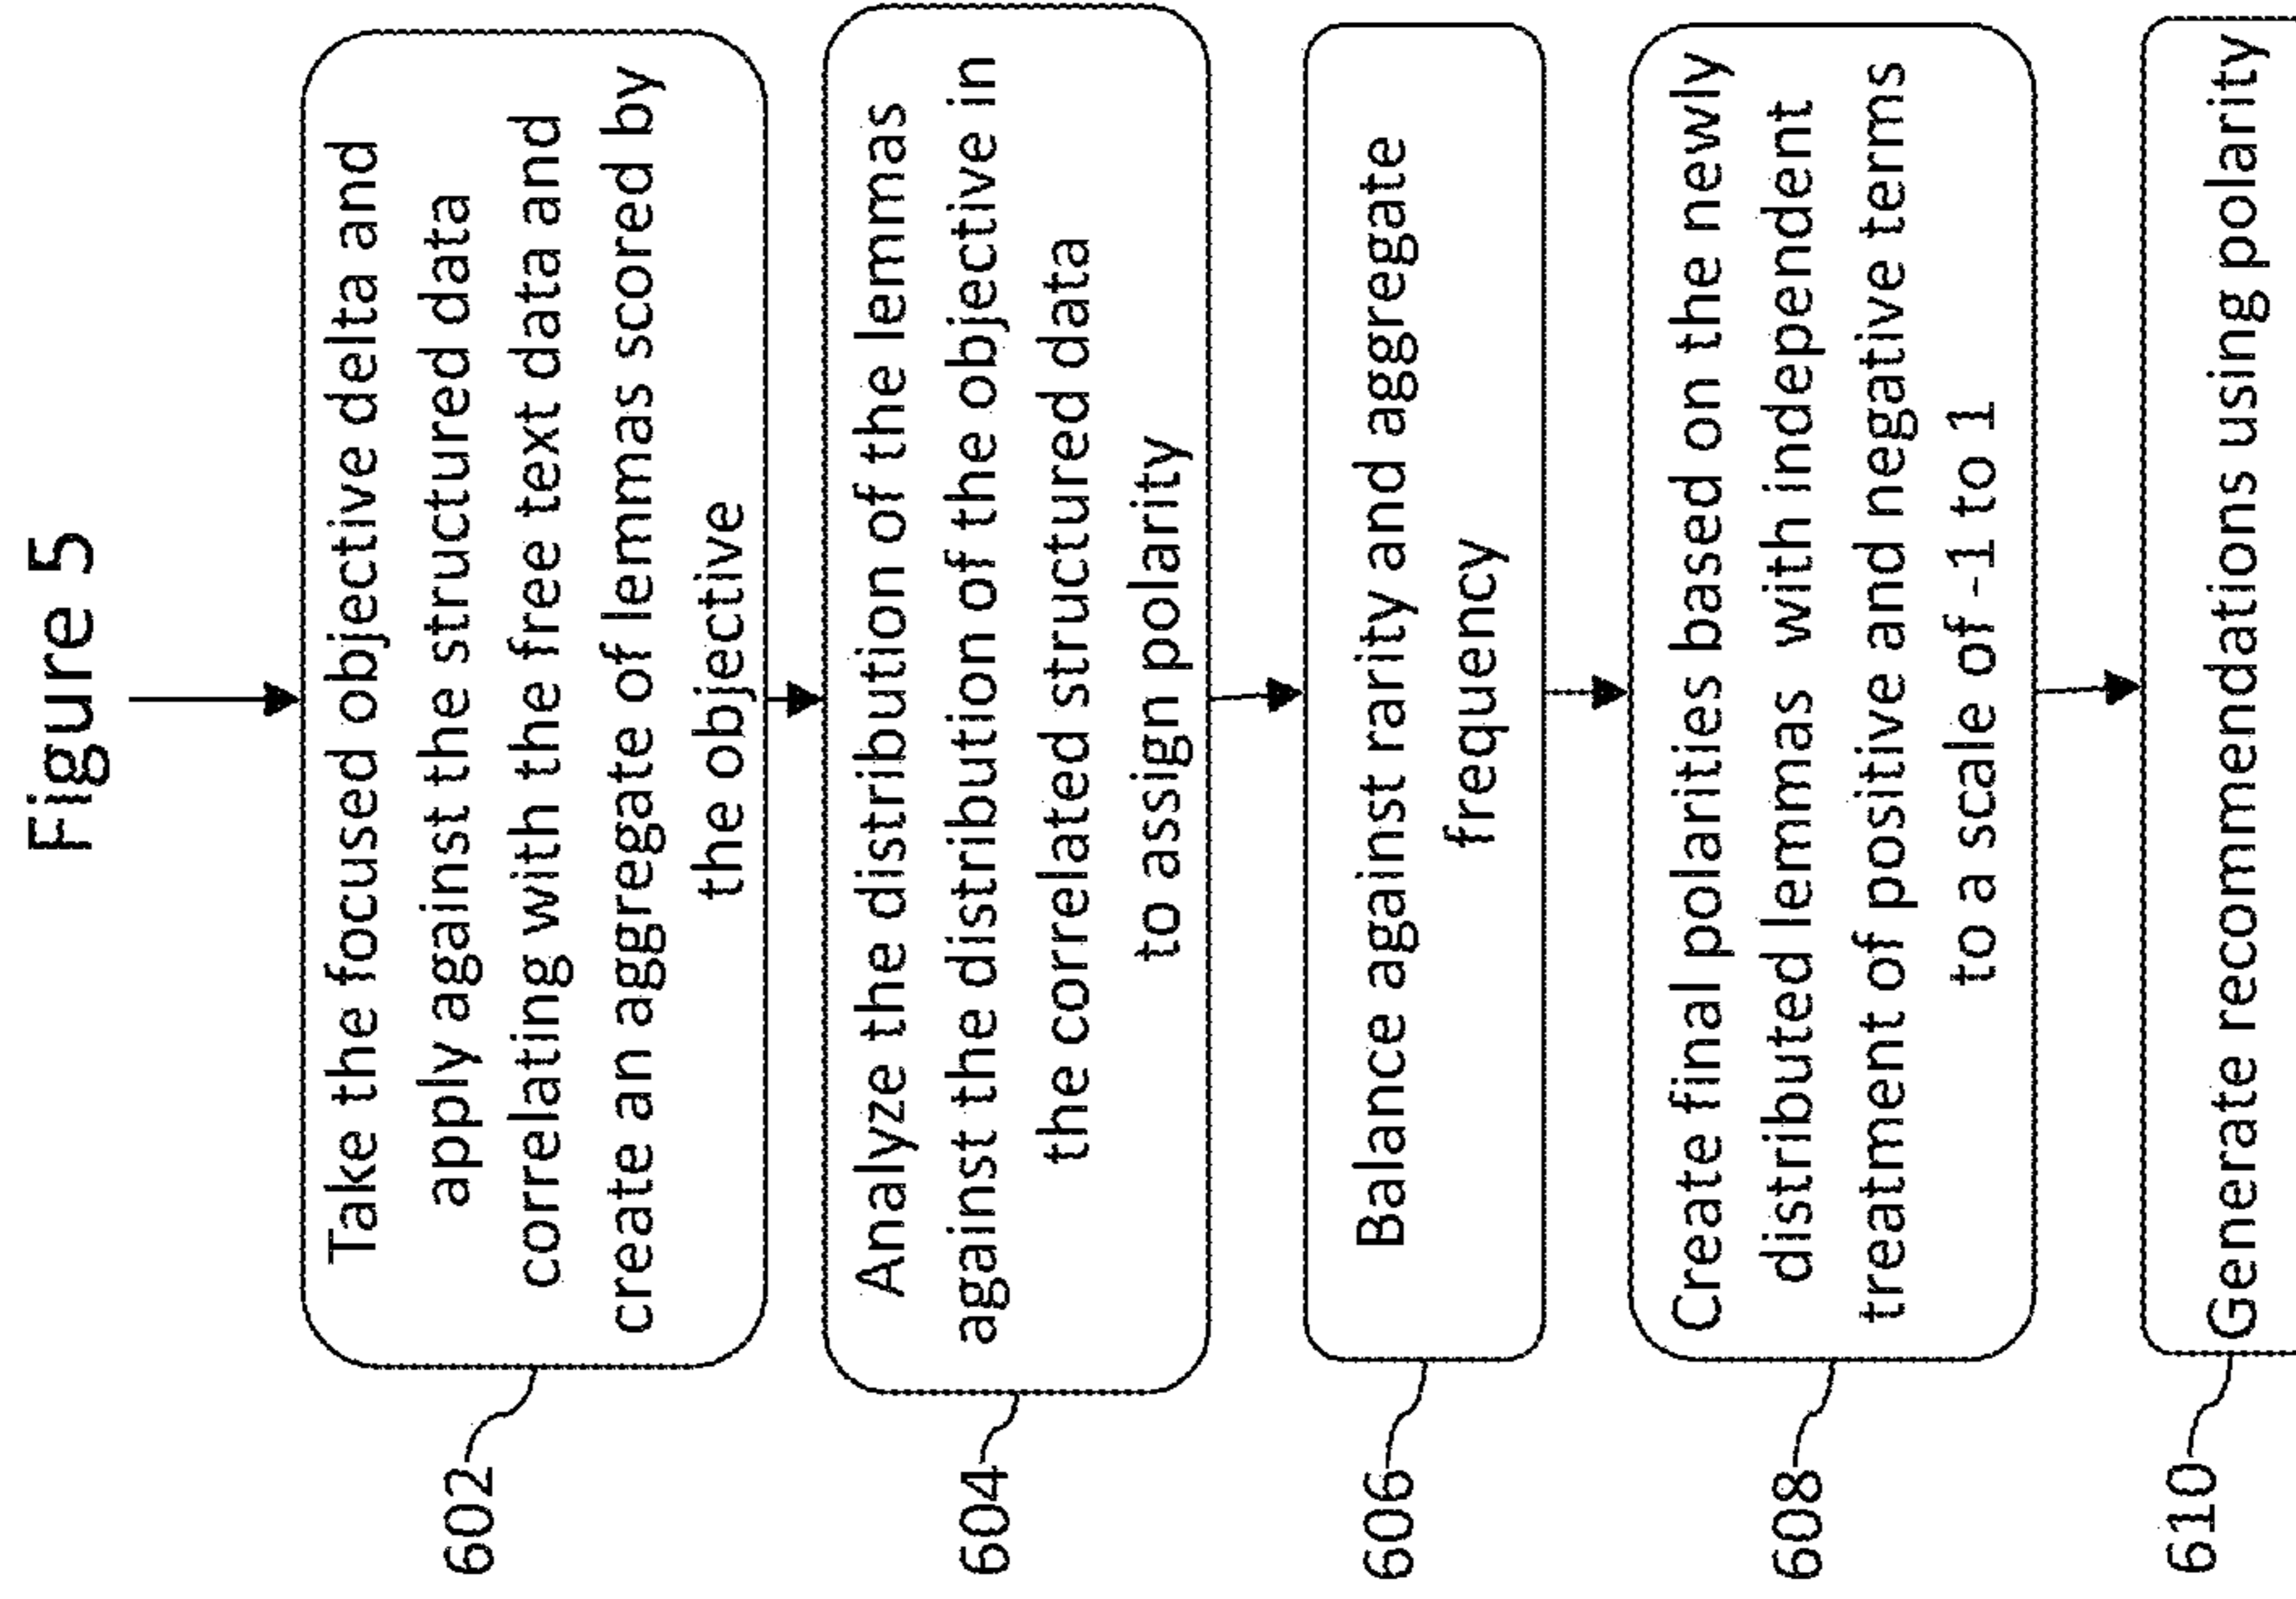 Figure 5
602
Take the focused objective delta and
apply against the structured data
correlating with the free text data and
create an aggregate of lemmas scored by
the objective
604
Analyze the distribution of the lemmas
against the distribution of the objective in
the correlated structured data
to assign polarity
606
Balance against rarity and aggregate
frequency
608
Create final polarities based on the newly
distributed lemmas with independent
treatment of positive and negative terms
to a scale of -1 to 1
610
Generate recommendations using polarity